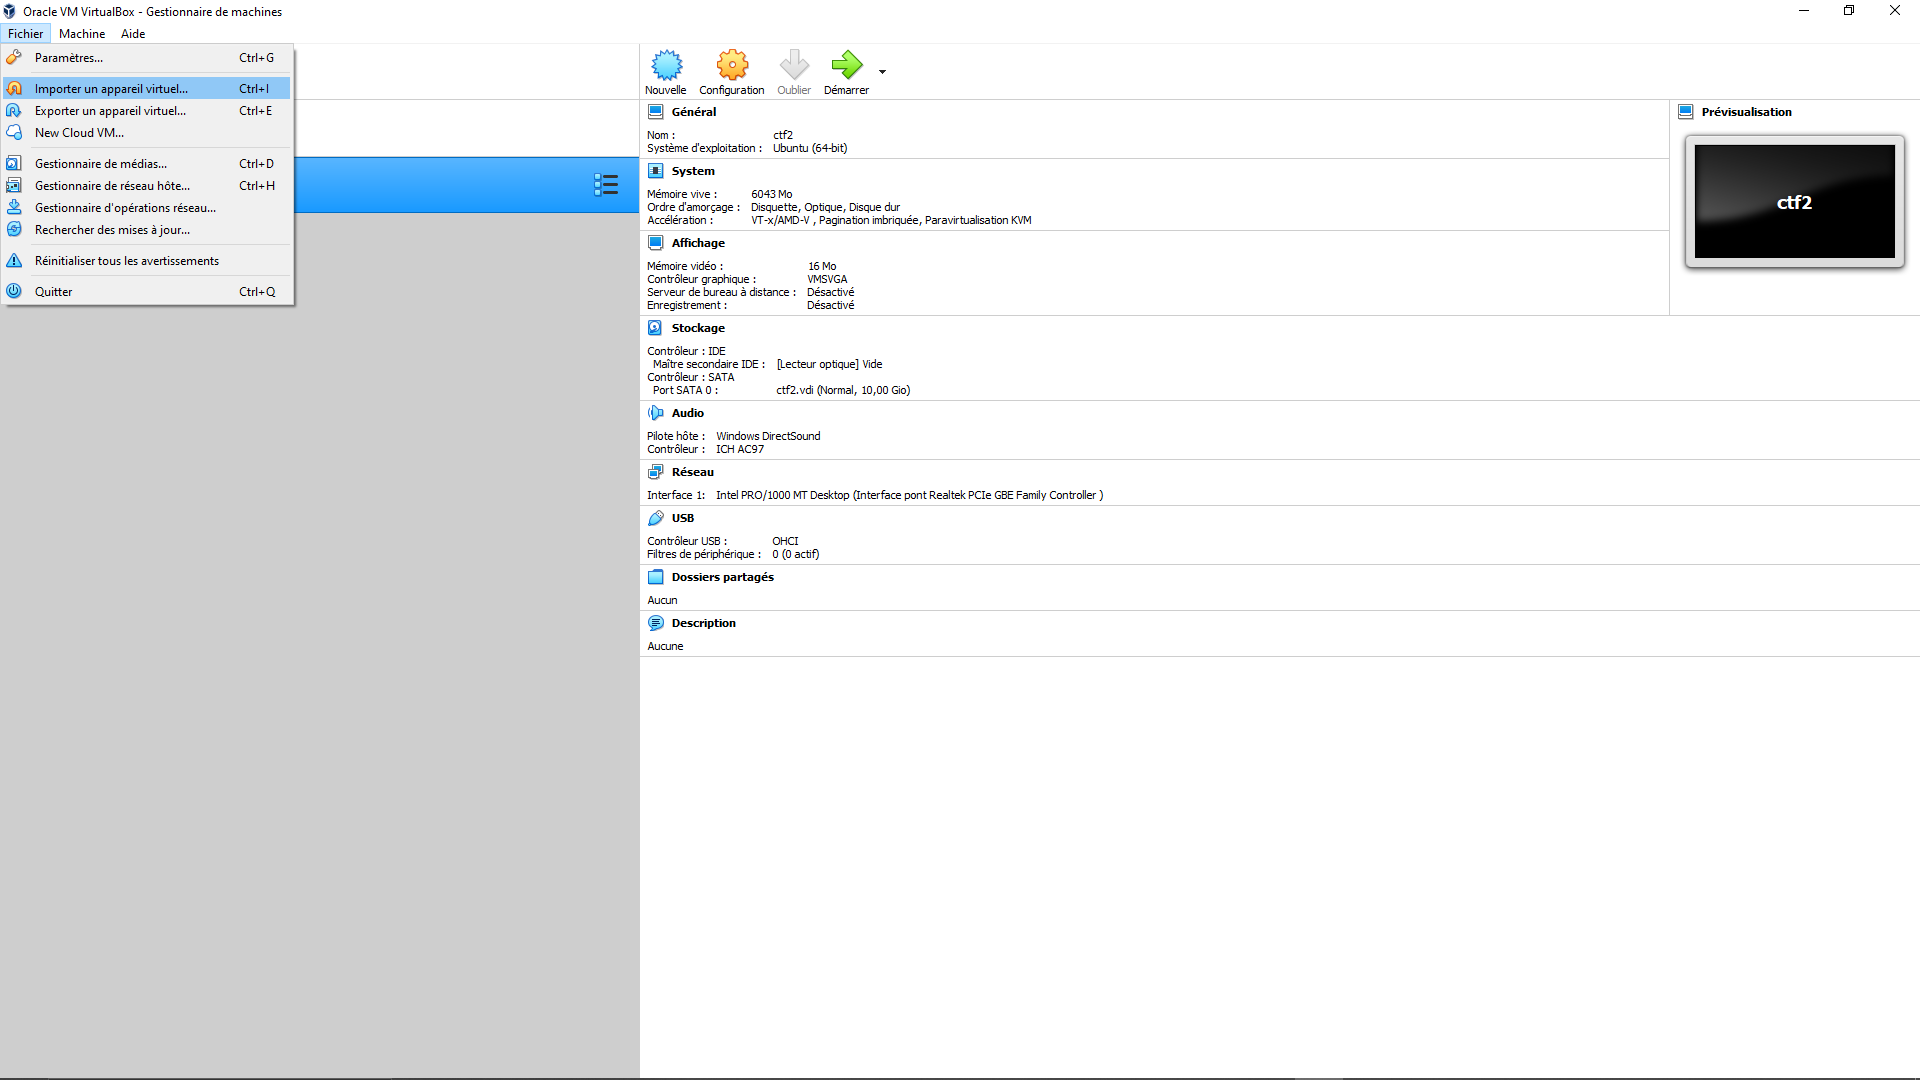 Oracle VM VirtualBox - Gestionnaire de machines
Fichier Machine Aide
Paramètres... Ctrl+G
Importer un appareil virtuel... Ctrl+I
Exporter un appareil virtuel... Ctrl+E
New Cloud VM...
Gestionnaire de médias... Ctrl+D
Gestionnaire de réseau hôte... Ctrl+H
Gestionnaire d'opérations réseau...
Rechercher des mises à jour...
Réinitialiser tous les avertissements
Quitter Ctrl+Q
Nouvelle Configuration Oublier Démarrer
Général
Nom : ctf2
Système d'exploitation : Ubuntu (64-bit)
System
Mémoire vive : 6043 Mo
Ordre d'amorçage : Disquette, Optique, Disque dur
Accélération : VT-x/AMD-V , Pagination imbriquée, Paravirtualisation KVM
Affichage
Mémoire vidéo : 16 Mo
Contrôleur graphique : VMSVGA
Serveur de bureau à distance : Désactivé
Enregistrement : Désactivé
Stockage
Contrôleur : IDE
Maître secondaire IDE : [Lecteur optique] Vide
Contrôleur : SATA
Port SATA 0 : ctf2.vdi (Normal, 10,00 Gio)
Audio
Pilote hôte : Windows DirectSound
Contrôleur : ICH AC97
Réseau
Interface 1: Intel PRO/1000 MT Desktop (Interface pont Realtek PCIe GBE Family Controller )
USB
Contrôleur USB : OHCI
Filtres de périphérique : 0 (0 actif)
Dossiers partagés
Aucun
Description
Aucune
Prévisualisation
ctf2